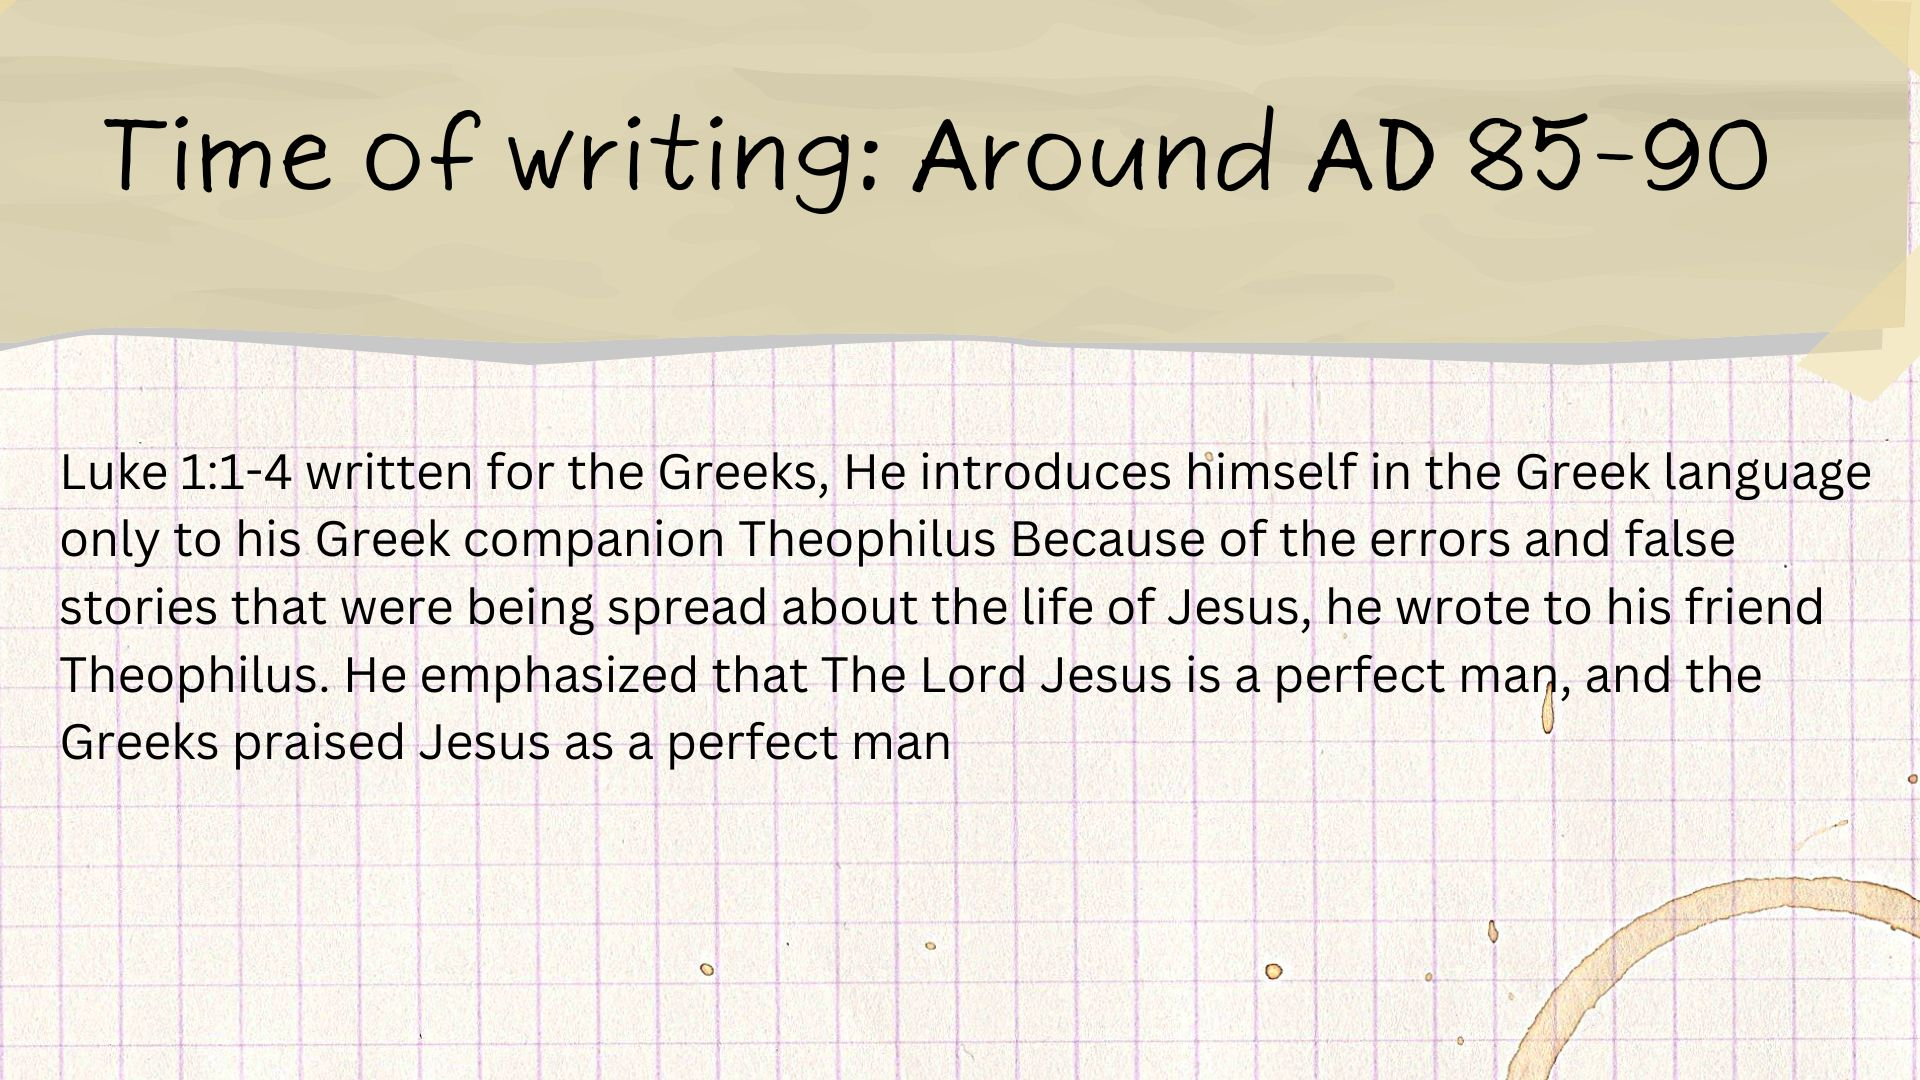 Time of writing: Around AD 85-90
Luke 1:1-4 written for the Greeks, He introduces himself in the Greek language
only to his Greek companion Theophilus Because of the errors and false
stories that were being spread about the life of Jesus, he wrote to his friend
Theophilus. He emphasized that The Lord Jesus is a perfect man, and the
Greeks praised Jesus as a perfect man